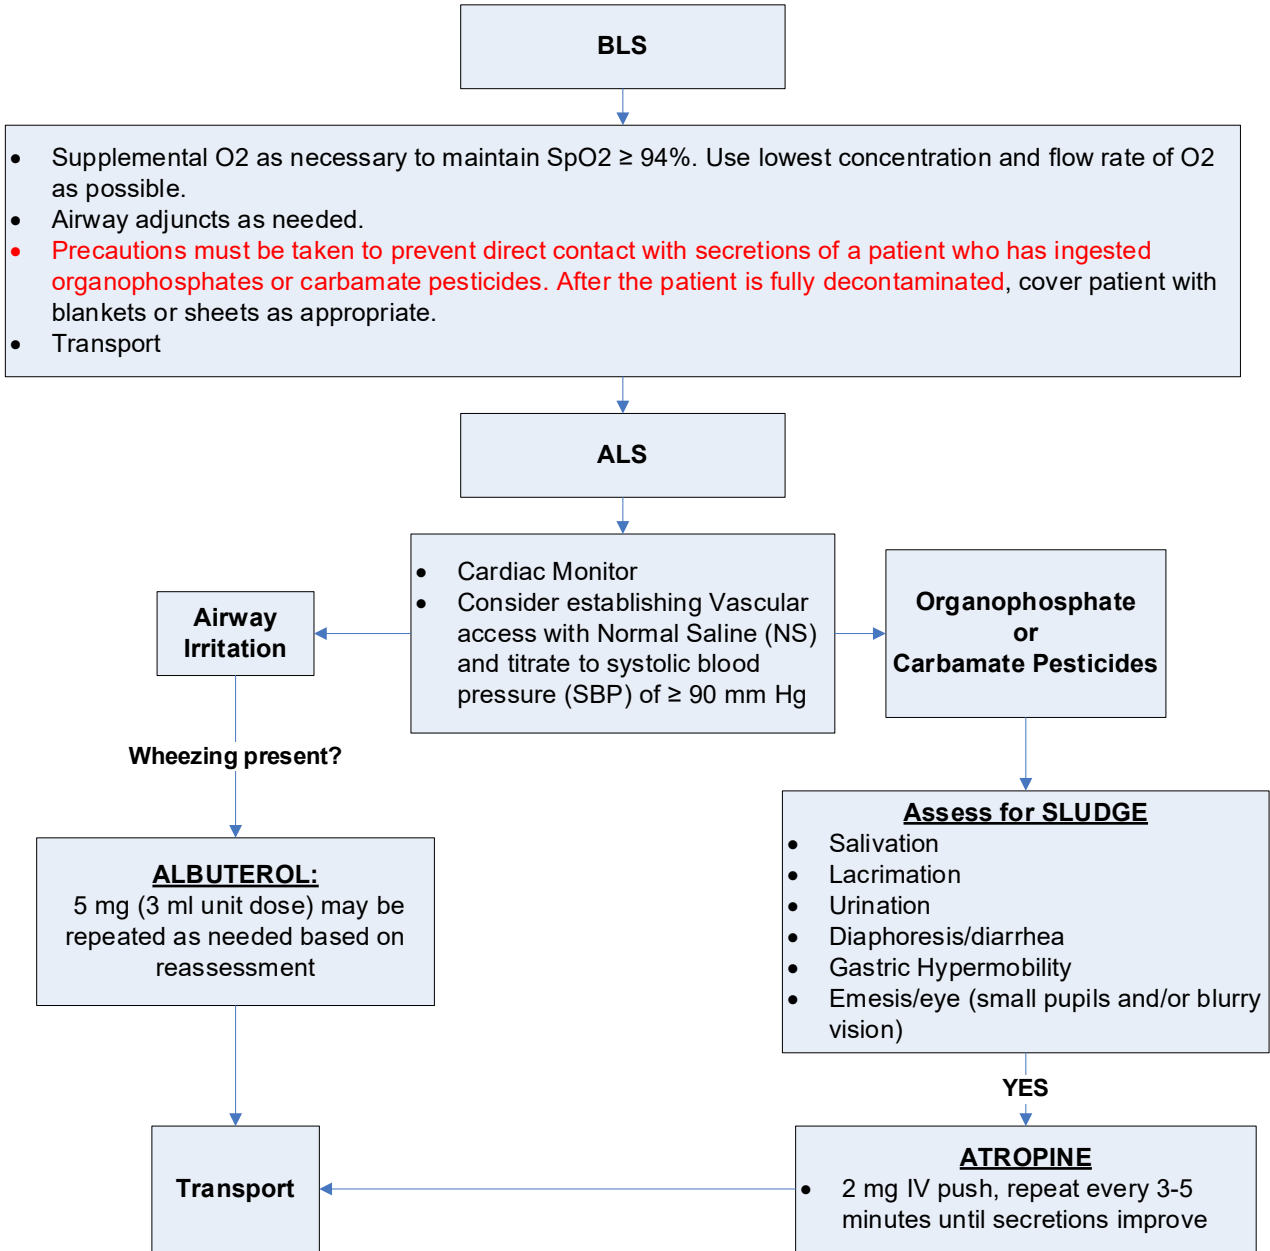 BLS
• Supplemental O2 as necessary to maintain SpO2 ≥ 94%. Use lowest concentration and flow rate of O2
as possible.
• Airway adjuncts as needed.
• Precautions must be taken to prevent direct contact with secretions of a patient who has ingested
organophosphates or carbamate pesticides. After the patient is fully decontaminated, cover patient with
blankets or sheets as appropriate.
• Transport
ALS
• Cardiac Monitor
• Consider establishing Vascular
access with Normal Saline (NS)
and titrate to systolic blood
pressure (SBP) of ≥ 90 mm Hg
Airway
Irritation
Wheezing present?
ALBUTEROL:
5 mg (3 ml unit dose) may be
repeated as needed based on
reassessment
Organophosphate
or
Carbamate Pesticides
Assess for SLUDGE
• Salivation
• Lacrimation
• Urination
• Diaphoresis/diarrhea
• Gastric Hypermobility
• Emesis/eye (small pupils and/or blurry
vision)
YES
ATROPINE
• 2 mg IV push, repeat every 3-5
minutes until secretions improve
Transport